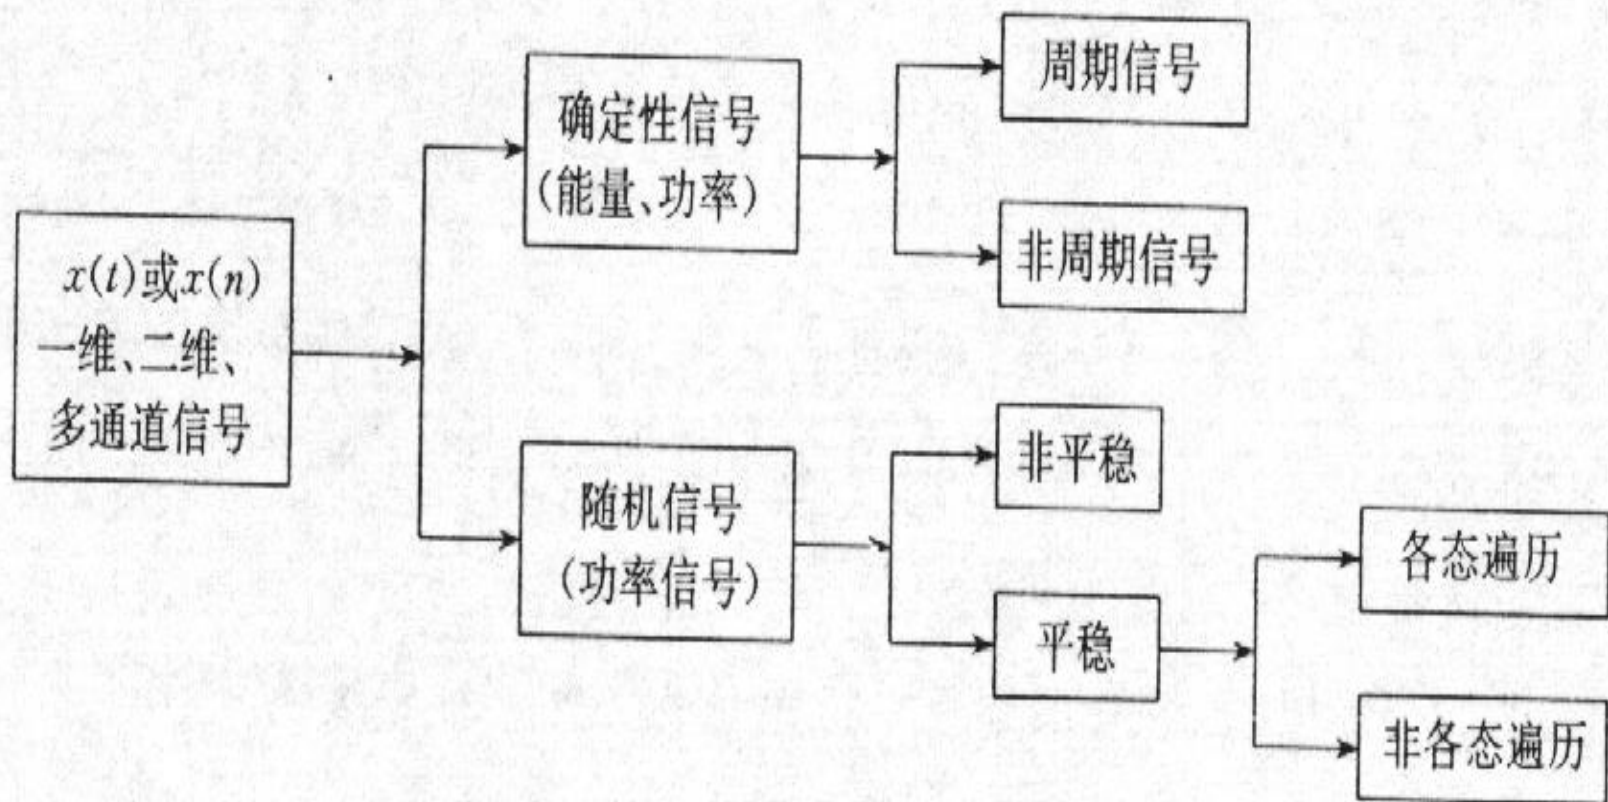 x(t)或x(n)
一维、二维、
多通道信号
确定性信号
(能量、功率)
周期信号
非周期信号
随机信号
(功率信号)
非平稳
平稳
各态遍历
非各态遍历